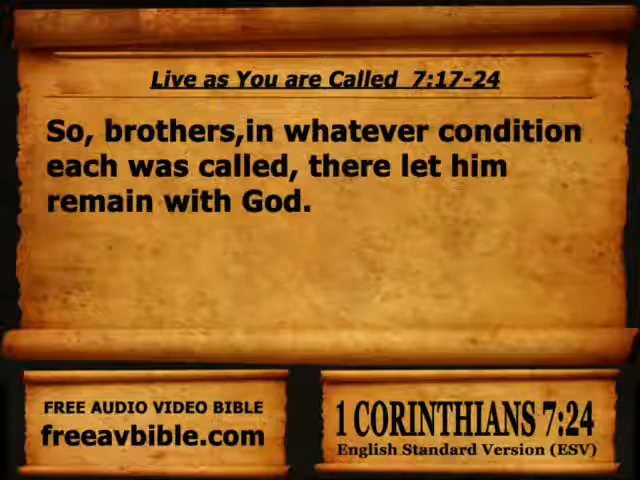 Live as You are Called 7:17-24
So, brothers,in whatever condition
each was called, there let him
remain with God.
FREE AUDIO VIDEO BIBLE
freeavbible.com
1 CORINTHIANS 7:24
English Standard Version (ESV)